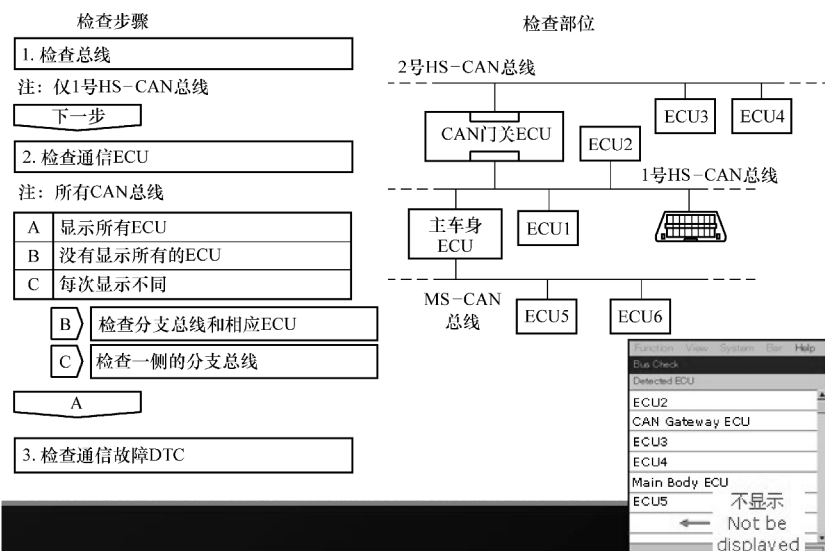 检查步骤
1. 检查总线
注：仅1号HS-CAN总线
下一步
2. 检查通信ECU
注：所有CAN总线
A 显示所有ECU
B 没有显示所有的ECU
C 每次显示不同
B 检查分支总线和相应ECU
C 检查一侧的分支总线
A
3. 检查通信故障DTC
检查部位
2号HS-CAN总线
CAN门关ECU
ECU2
ECU3
ECU4
1号HS-CAN总线
主车身
ECU
ECU1
MS-CAN
总线
ECU5
ECU6
Function View System Bar Help
Bus Check
Detected ECU
ECU2
CAN Gateway ECU
ECU3
ECU4
Main Body ECU
ECU5
不显示
Not be
displayed